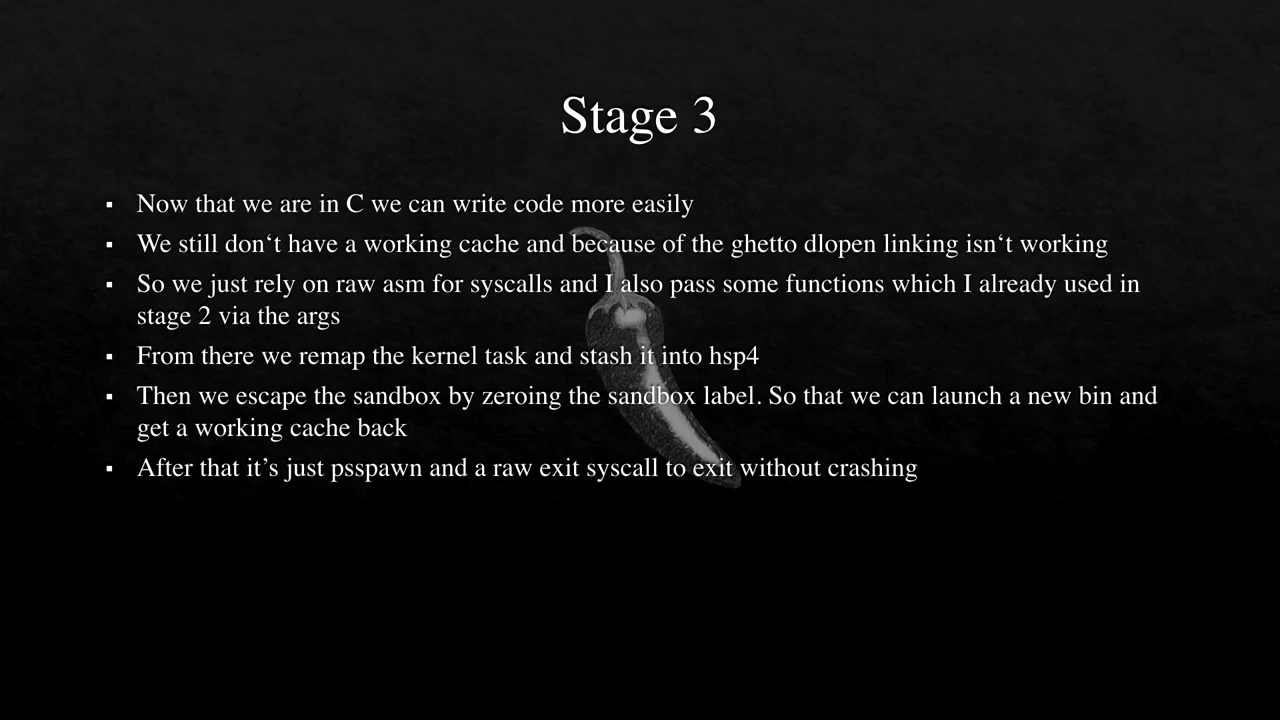 Stage 3
▪ Now that we are in C we can write code more easily
▪ We still don‘t have a working cache and because of the ghetto dlopen linking isn‘t working
▪ So we just rely on raw asm for syscalls and I also pass some functions which I already used in
stage 2 via the args
▪ From there we remap the kernel task and stash it into hsp4
▪ Then we escape the sandbox by zeroing the sandbox label. So that we can launch a new bin and
get a working cache back
▪ After that it’s just psspawn and a raw exit syscall to exit without crashing